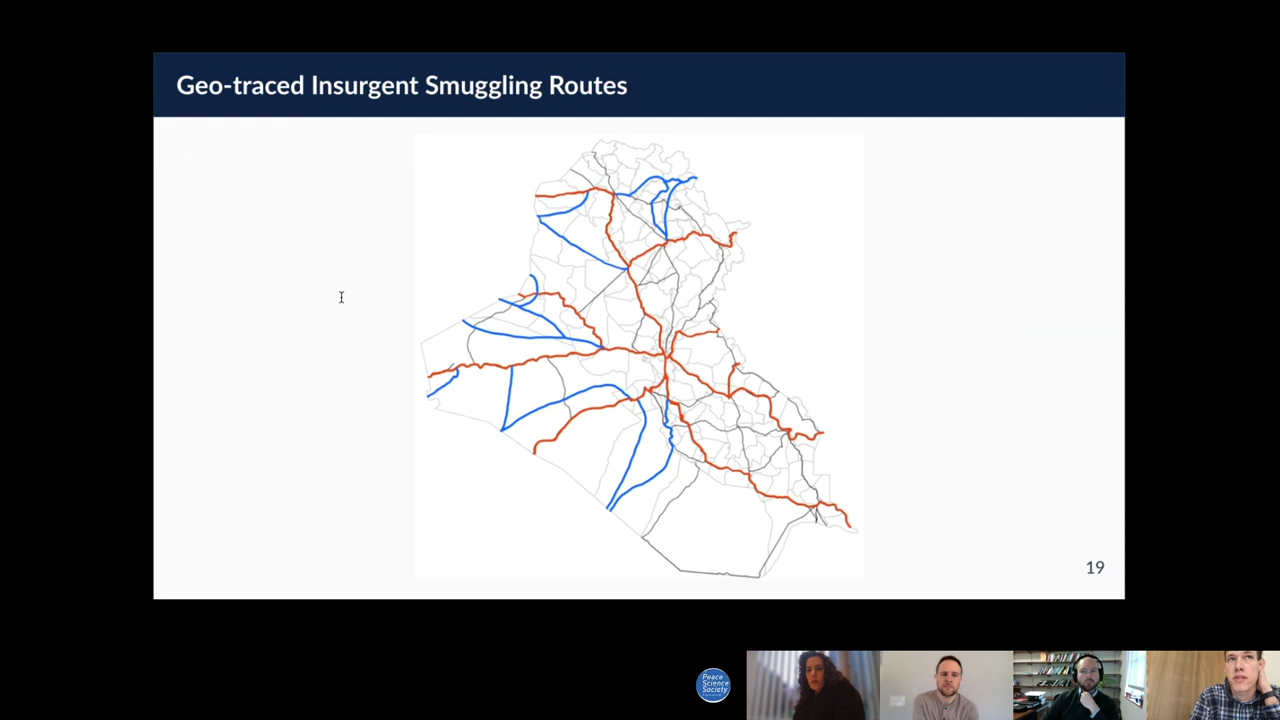 Geo-traced Insurgent Smuggling Routes
19
Peace
Science
Society